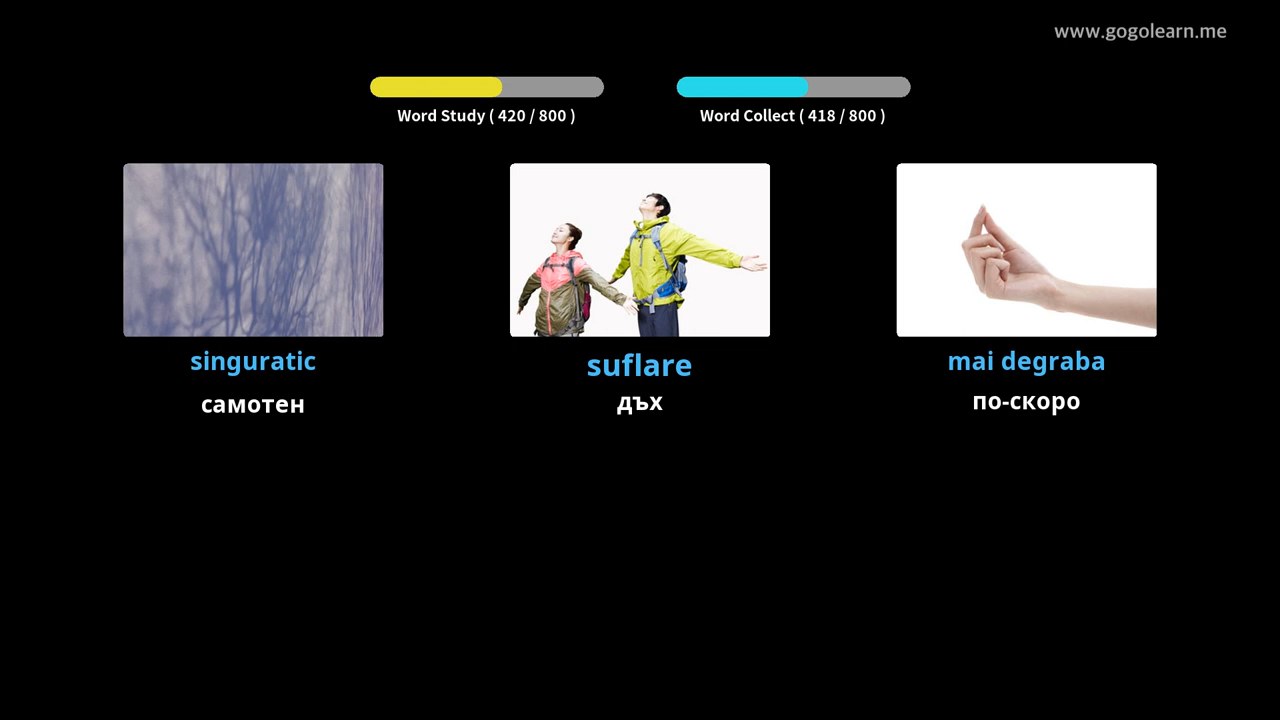 www.gogolearn.me
Word Study ( 420 / 800 )
Word Collect ( 418 / 800 )
singuratic
suflare
mai degraba
самотен
дъх
по-скоро